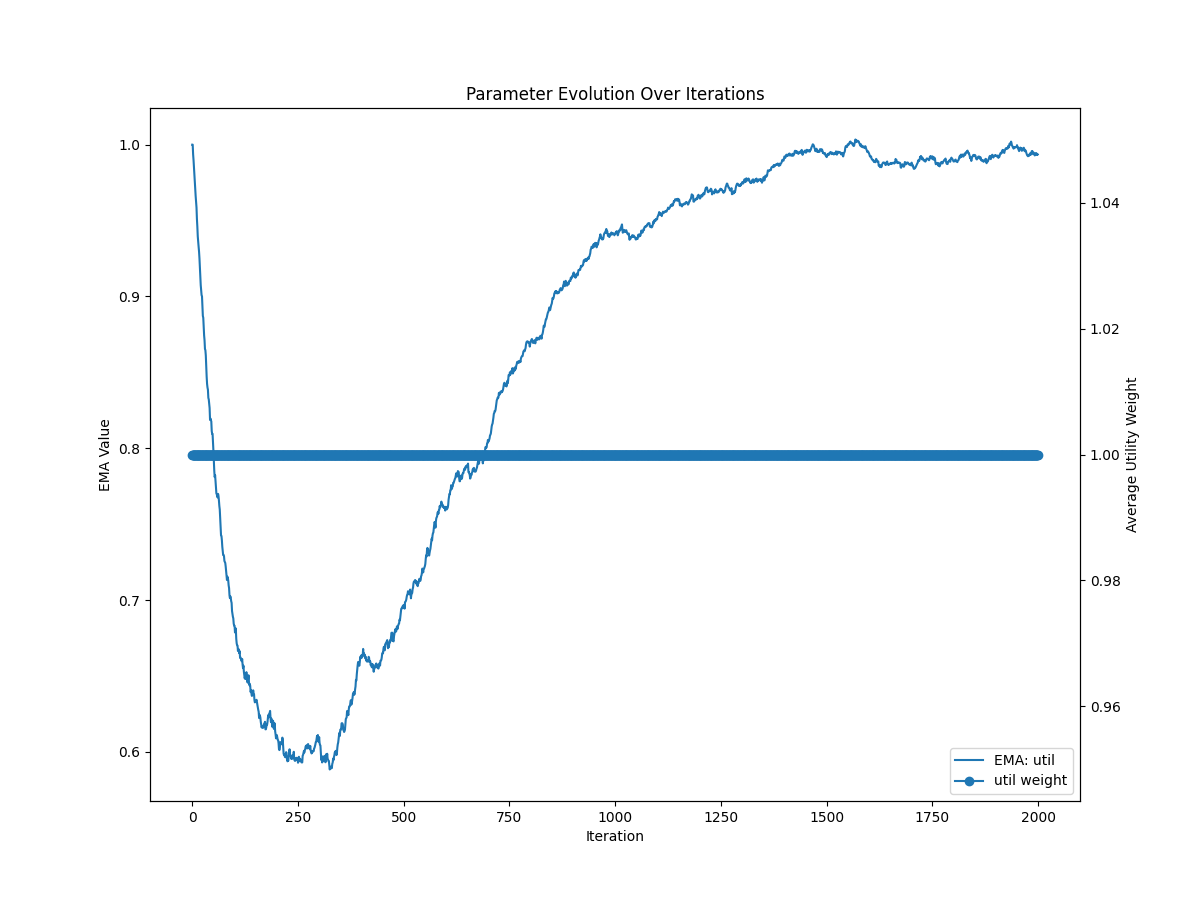 Parameter Evolution Over Iterations
1.0
0.9
0.8
0.7
0.6
EMA Value
1.04
1.02
1.00
0.98
0.96
Average Utility Weight
EMA: util
util weight
0 250 500 750 1000 1250 1500 1750 2000
Iteration